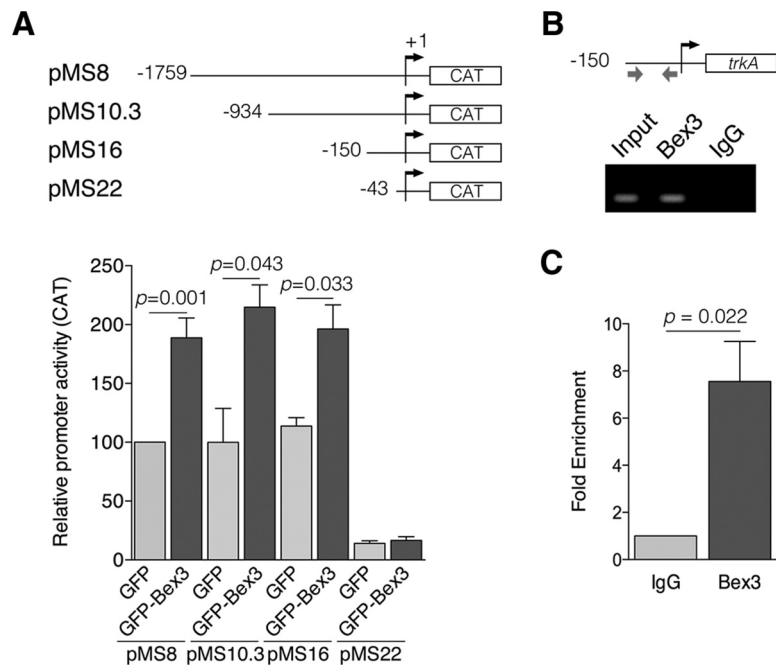 A
+1
pMS8 -1759 CAT
pMS10.3 -934 CAT
pMS16 -150 CAT
pMS22 -43 CAT
Relative promoter activity (CAT)
250
200
150
100
50
0
p=0.001
p=0.043
p=0.033
GFP
GFP-Bex3
GFP
GFP-Bex3
GFP
GFP-Bex3
GFP
GFP-Bex3
pMS8 pMS10.3 pMS16 pMS22
B
-150 trkA
Input Bex3 IgG
C
Fold Enrichment
10
8
6
4
2
0
p = 0.022
IgG Bex3